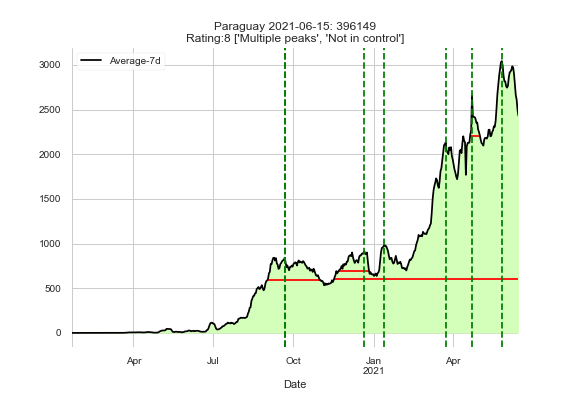 Paraguay 2021-06-15: 396149
Rating:8 ['Multiple peaks', 'Not in control']
Average-7d
3000
2500
2000
1500
1000
500
0
Apr
Jul
Oct
Jan
2021
Apr
Date